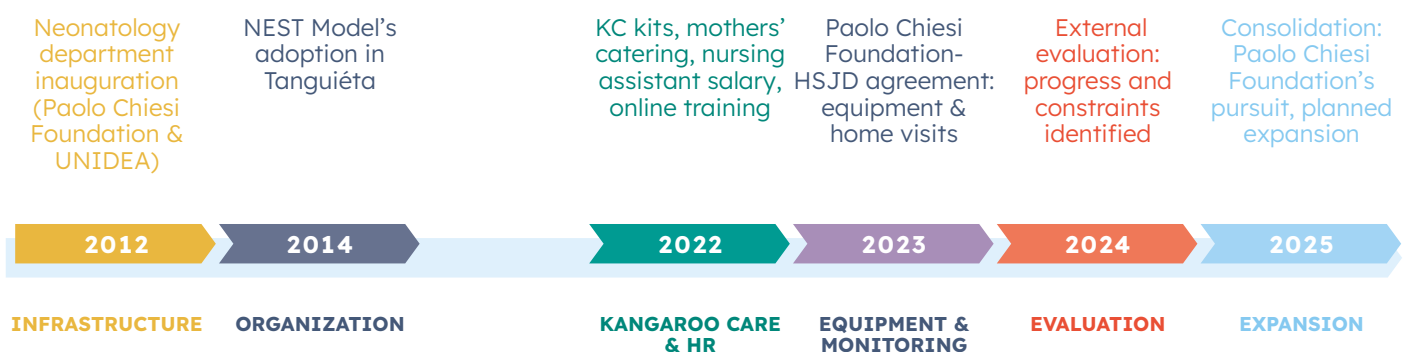 Neonatology
department
inauguration
(Paolo Chiesi
Foundation &
UNIDEA)
NEST Model's
adoption in
Tanguiéta
KC kits, mothers'
catering, nursing
assistant salary,
online training
Paolo Chiesi
Foundation-
HSJD agreement:
equipment &
home visits
External
evaluation:
progress and
constraints
identified
Consolidation:
Paolo Chiesi
Foundation's
pursuit, planned
expansion
2012
2014
2022
2023
2024
2025
INFRASTRUCTURE
ORGANIZATION
KANGAROO CARE
& HR
EQUIPMENT &
MONITORING
EVALUATION
EXPANSION